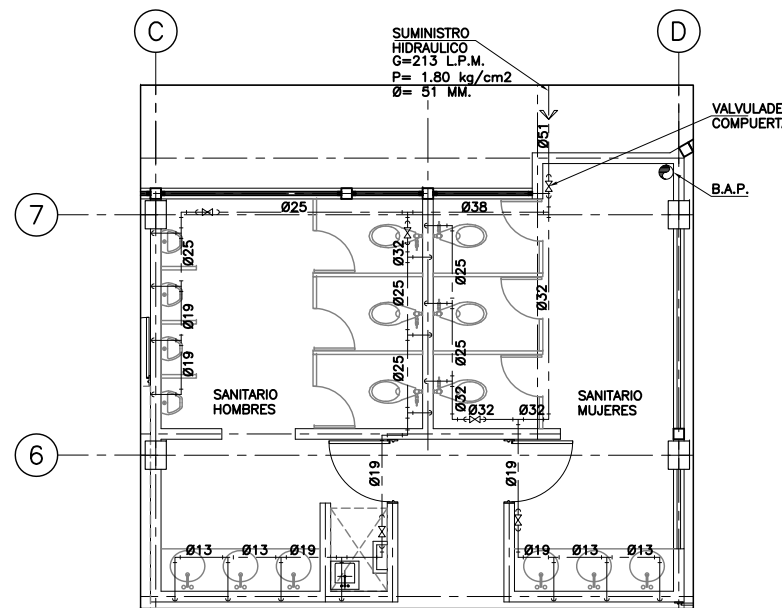 C
D
SUMINISTRO
HIDRAULICO
G=213 L.P.M.
P= 1.80 kg/cm2
Ø= 51 MM.
VALVULADE
COMPUERTA
Ø51
B.A.P.
7
Ø25
Ø38
Ø25
Ø32
Ø25
Ø32
Ø19
Ø25
Ø25
Ø19
Ø25
SANITARIO
HOMBRES
SANITARIO
MUJERES
Ø32
Ø32
Ø32
6
Ø19
Ø19
Ø13
Ø13
Ø19
Ø19
Ø13
Ø13